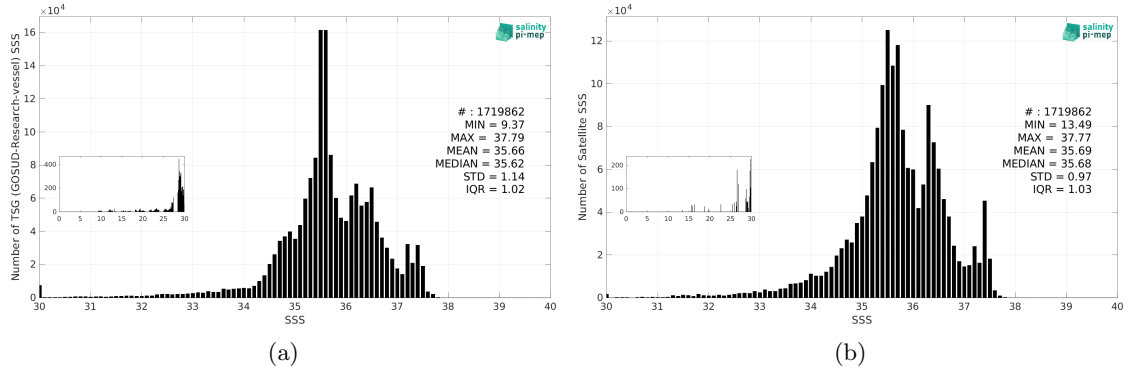 ×10⁴
16
14
12
10
8
6
4
2
0
Number of TSG (GOSUD-Research-vessel) SSS
salinity
pi-mep
# : 1719862
MIN = 9.37
MAX = 37.79
MEAN = 35.66
MEDIAN = 35.62
STD = 1.14
IQR = 1.02
400
200
0
0 5 10 15 20 25 30
30 31 32 33 34 35 36 37 38 39 40
SSS
(a)
×10⁴
12
10
8
6
4
2
0
Number of Satellite SSS
salinity
pi-mep
# : 1719862
MIN = 13.49
MAX = 37.77
MEAN = 35.69
MEDIAN = 35.68
STD = 0.97
IQR = 1.03
200
100
0
0 5 10 15 20 25 30
30 31 32 33 34 35 36 37 38 39 40
SSS
(b)